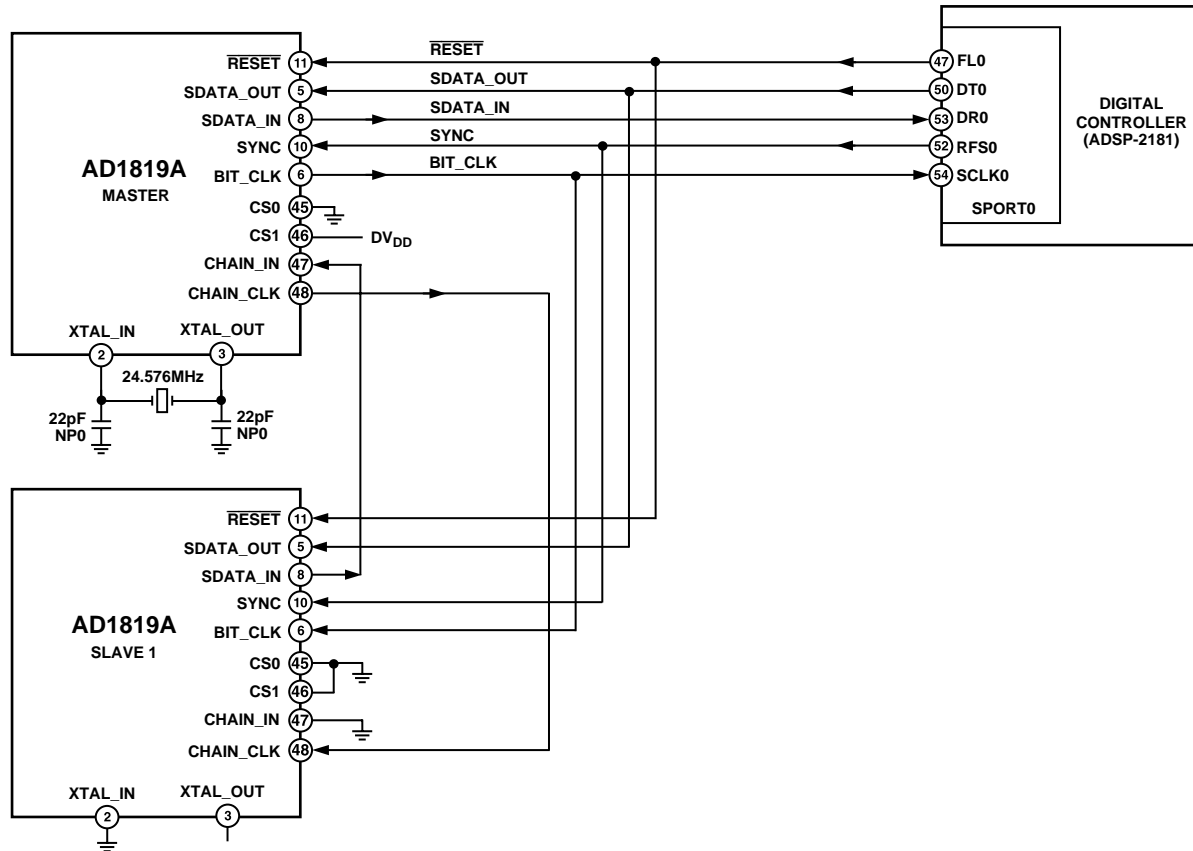 RESET 11
SDATA_OUT 5
SDATA_IN 8
SYNC 10
BIT_CLK 6
CS0 45
CS1 46 DVDD
CHAIN_IN 47
CHAIN_CLK 48
AD1819A
MASTER
XTAL_IN
XTAL_OUT
2
3
24.576MHz
22pF
NP0
22pF
NP0
RESET
SDATA_OUT
SDATA_IN
SYNC
BIT_CLK
47 FL0
50 DT0
53 DR0
52 RFS0
54 SCLK0
SPORT0
DIGITAL
CONTROLLER
(ADSP-2181)
RESET 11
SDATA_OUT 5
SDATA_IN 8
SYNC 10
BIT_CLK 6
CS0 45
CS1 46
CHAIN_IN 47
CHAIN_CLK 48
AD1819A
SLAVE 1
XTAL_IN
XTAL_OUT
2
3